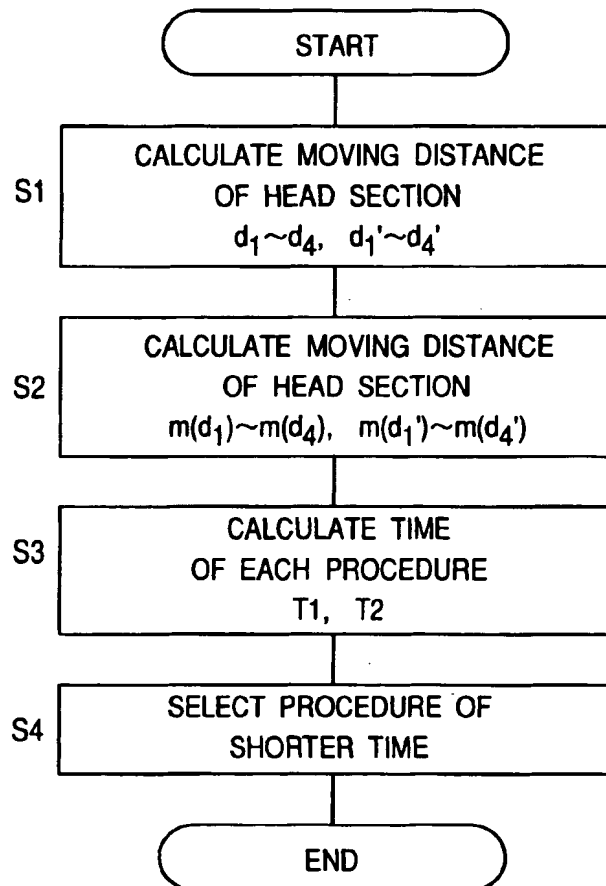 START
S1
CALCULATE MOVING DISTANCE
OF HEAD SECTION
d₁~d₄, d₁'~d₄'
S2
CALCULATE MOVING DISTANCE
OF HEAD SECTION
m(d₁)~m(d₄), m(d₁')~m(d₄')
S3
CALCULATE TIME
OF EACH PROCEDURE
T1, T2
S4
SELECT PROCEDURE OF
SHORTER TIME
END